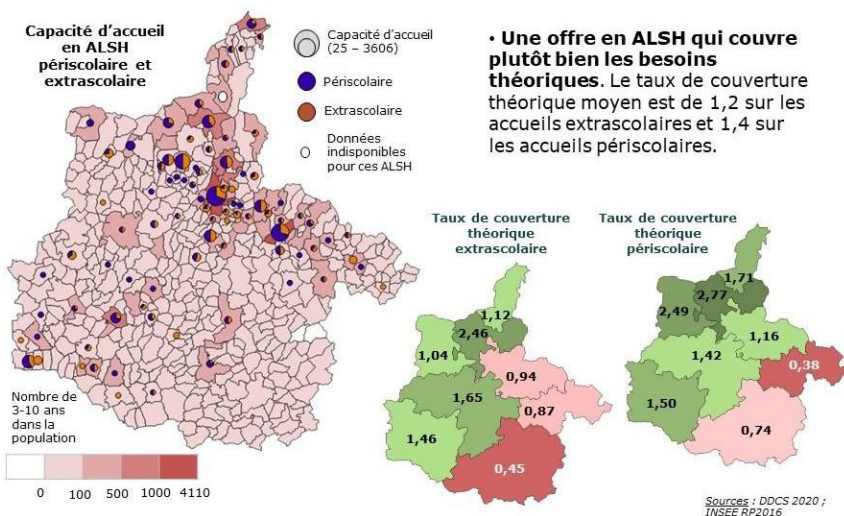 Capacité d’accueil
en ALSH
périscolaire et
extrascolaire
Capacité d’accueil
(25 – 3606)
Périscolaire
Extrascolaire
Données
indisponibles
pour ces ALSH
• Une offre en ALSH qui couvre
plutôt bien les besoins
théoriques. Le taux de couverture
théorique moyen est de 1,2 sur les
accueils extrascolaires et 1,4 sur
les accueils périscolaires.
Nombre de
3-10 ans
dans la
population
0 100 500 1000 4110
Taux de couverture
théorique
extrascolaire
1,12
2,46
1,04
0,94
1,65
0,87
1,46
0,45
Taux de couverture
théorique
périscolaire
1,71
2,77
2,49
1,16
1,42
0,38
1,50
0,74
Sources : DDCS 2020 ;
INSEE RP2016